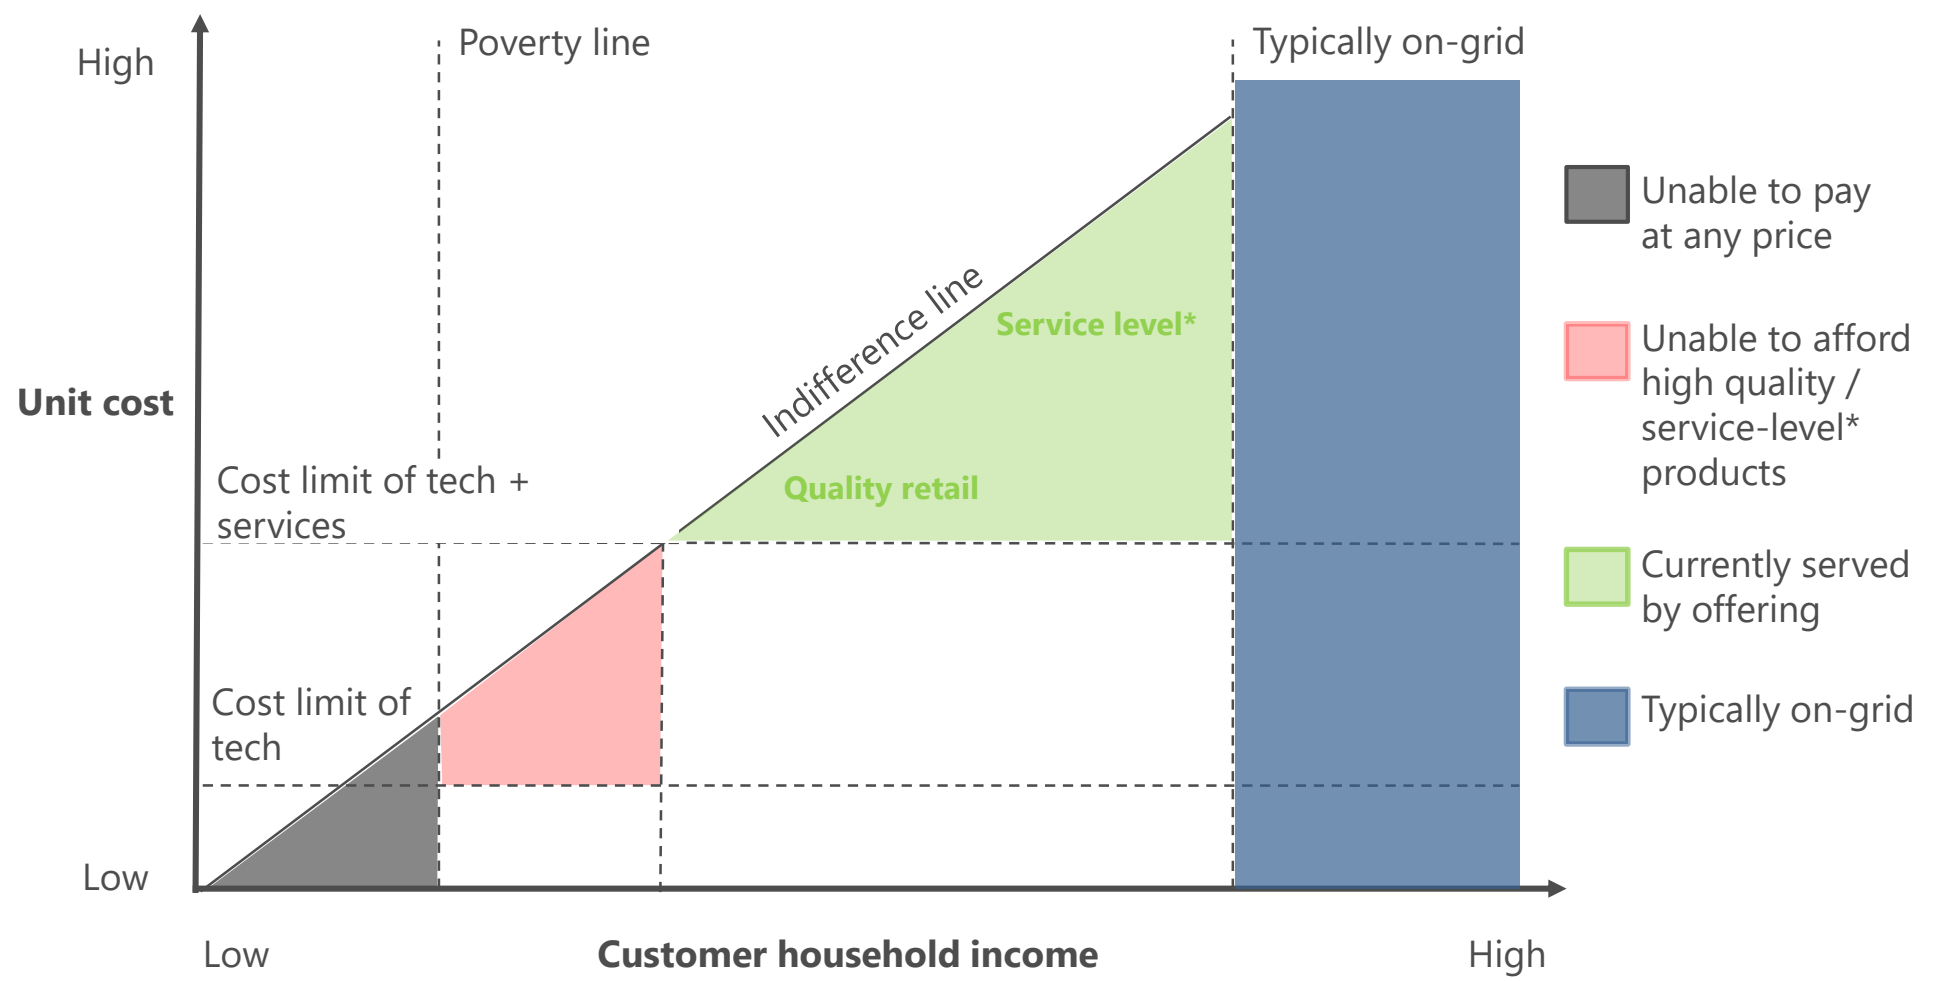 Poverty line
Typically on-grid
High
Unable to pay
at any price
Indifference line
Service level*
Unable to afford
high quality /
service-level*
products
Unit cost
Cost limit of tech +
services
Quality retail
Currently served
by offering
Cost limit of
tech
Typically on-grid
Low
Low
Customer household income
High